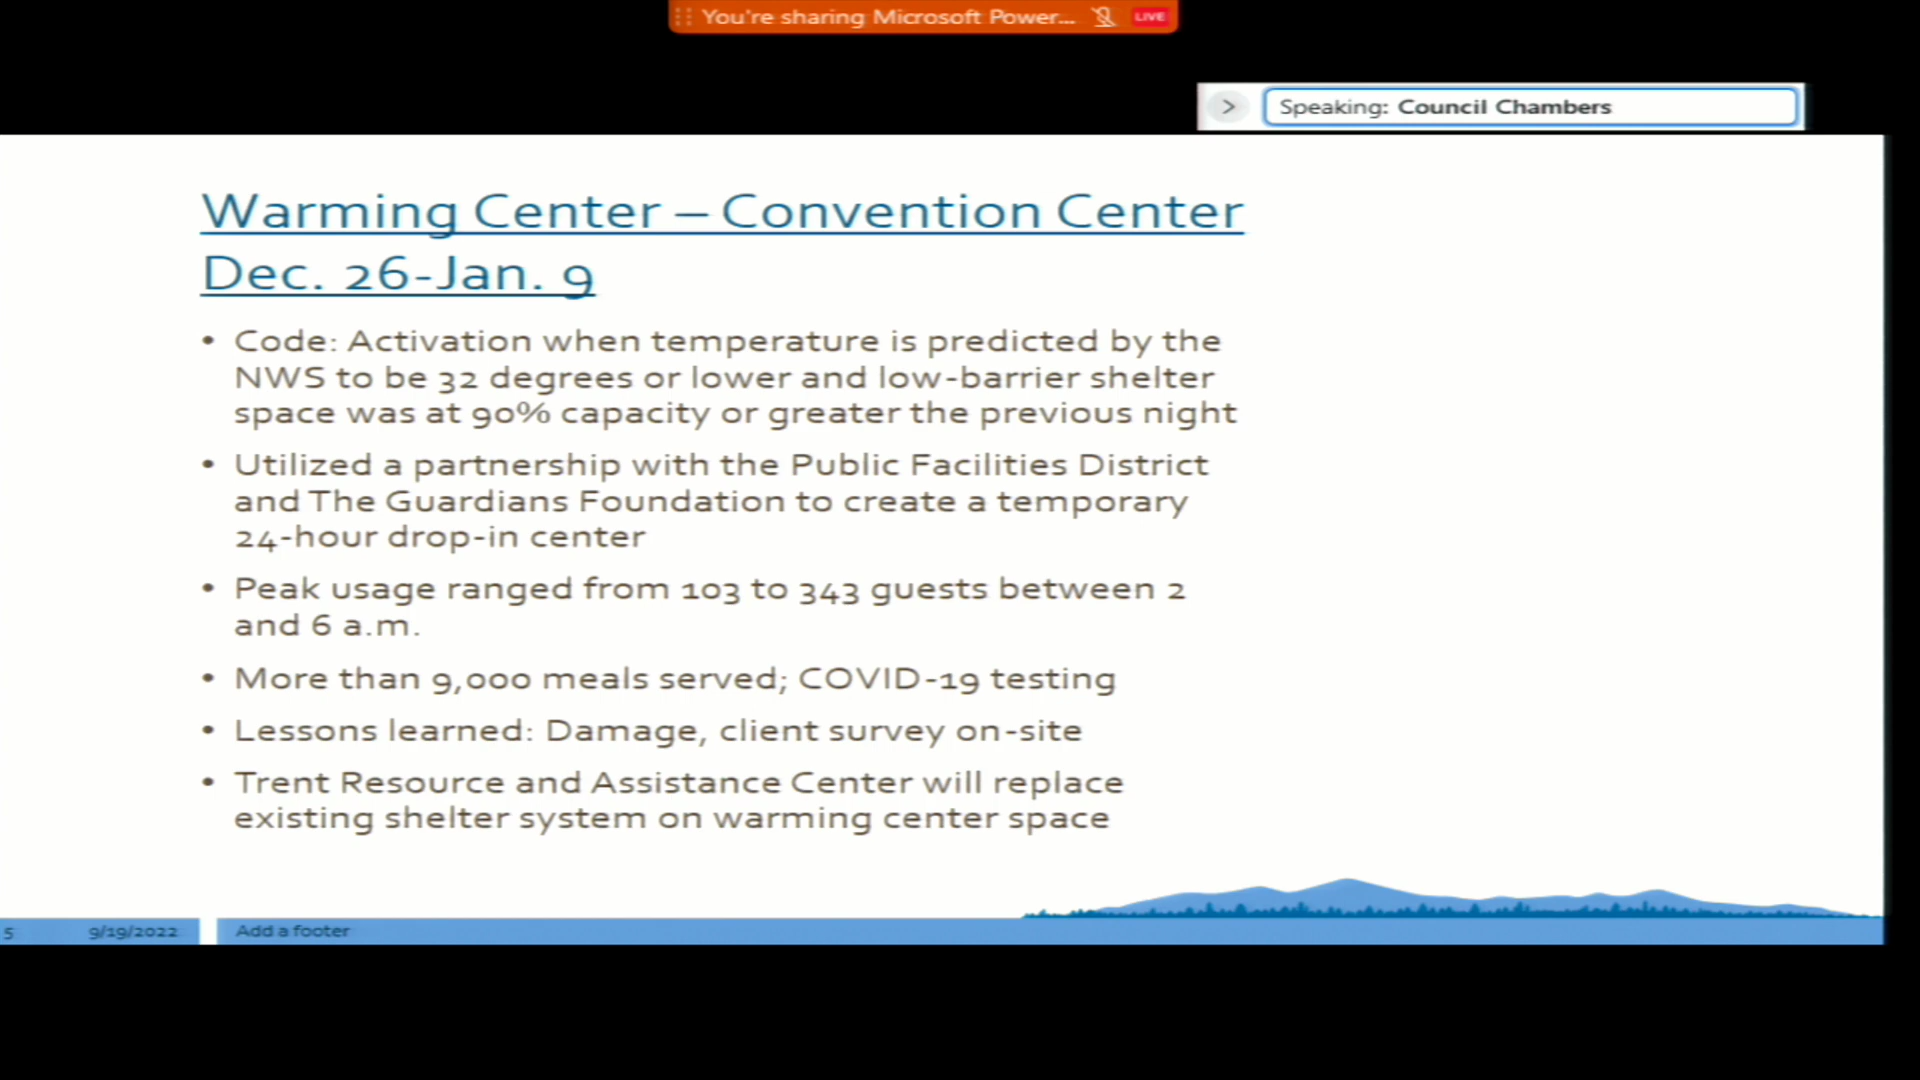 You're sharing Microsoft Power...
LIVE
Speaking: Council Chambers
Warming Center – Convention Center
Dec. 26-Jan. 9
• Code: Activation when temperature is predicted by the
NWS to be 32 degrees or lower and low-barrier shelter
space was at 90% capacity or greater the previous night
• Utilized a partnership with the Public Facilities District
and The Guardians Foundation to create a temporary
24-hour drop-in center
• Peak usage ranged from 103 to 343 guests between 2
and 6 a.m.
• More than 9,000 meals served; COVID-19 testing
• Lessons learned: Damage, client survey on-site
• Trent Resource and Assistance Center will replace
existing shelter system on warming center space
5 9/19/2022 Add a footer